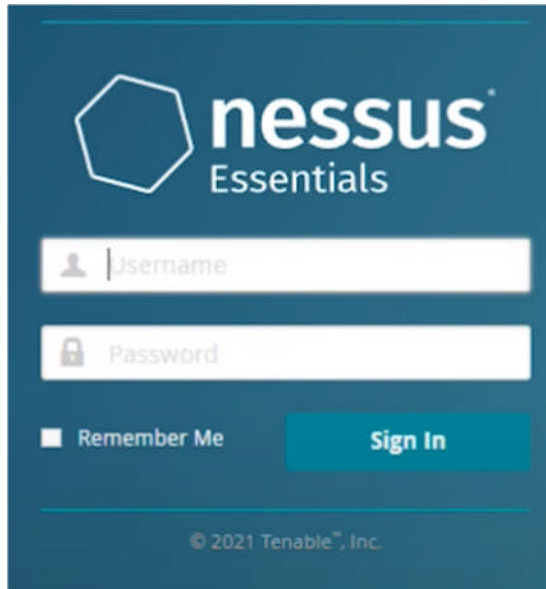 nessus®
Essentials
Username
Password
Remember Me
Sign In
© 2021 Tenable™, Inc.